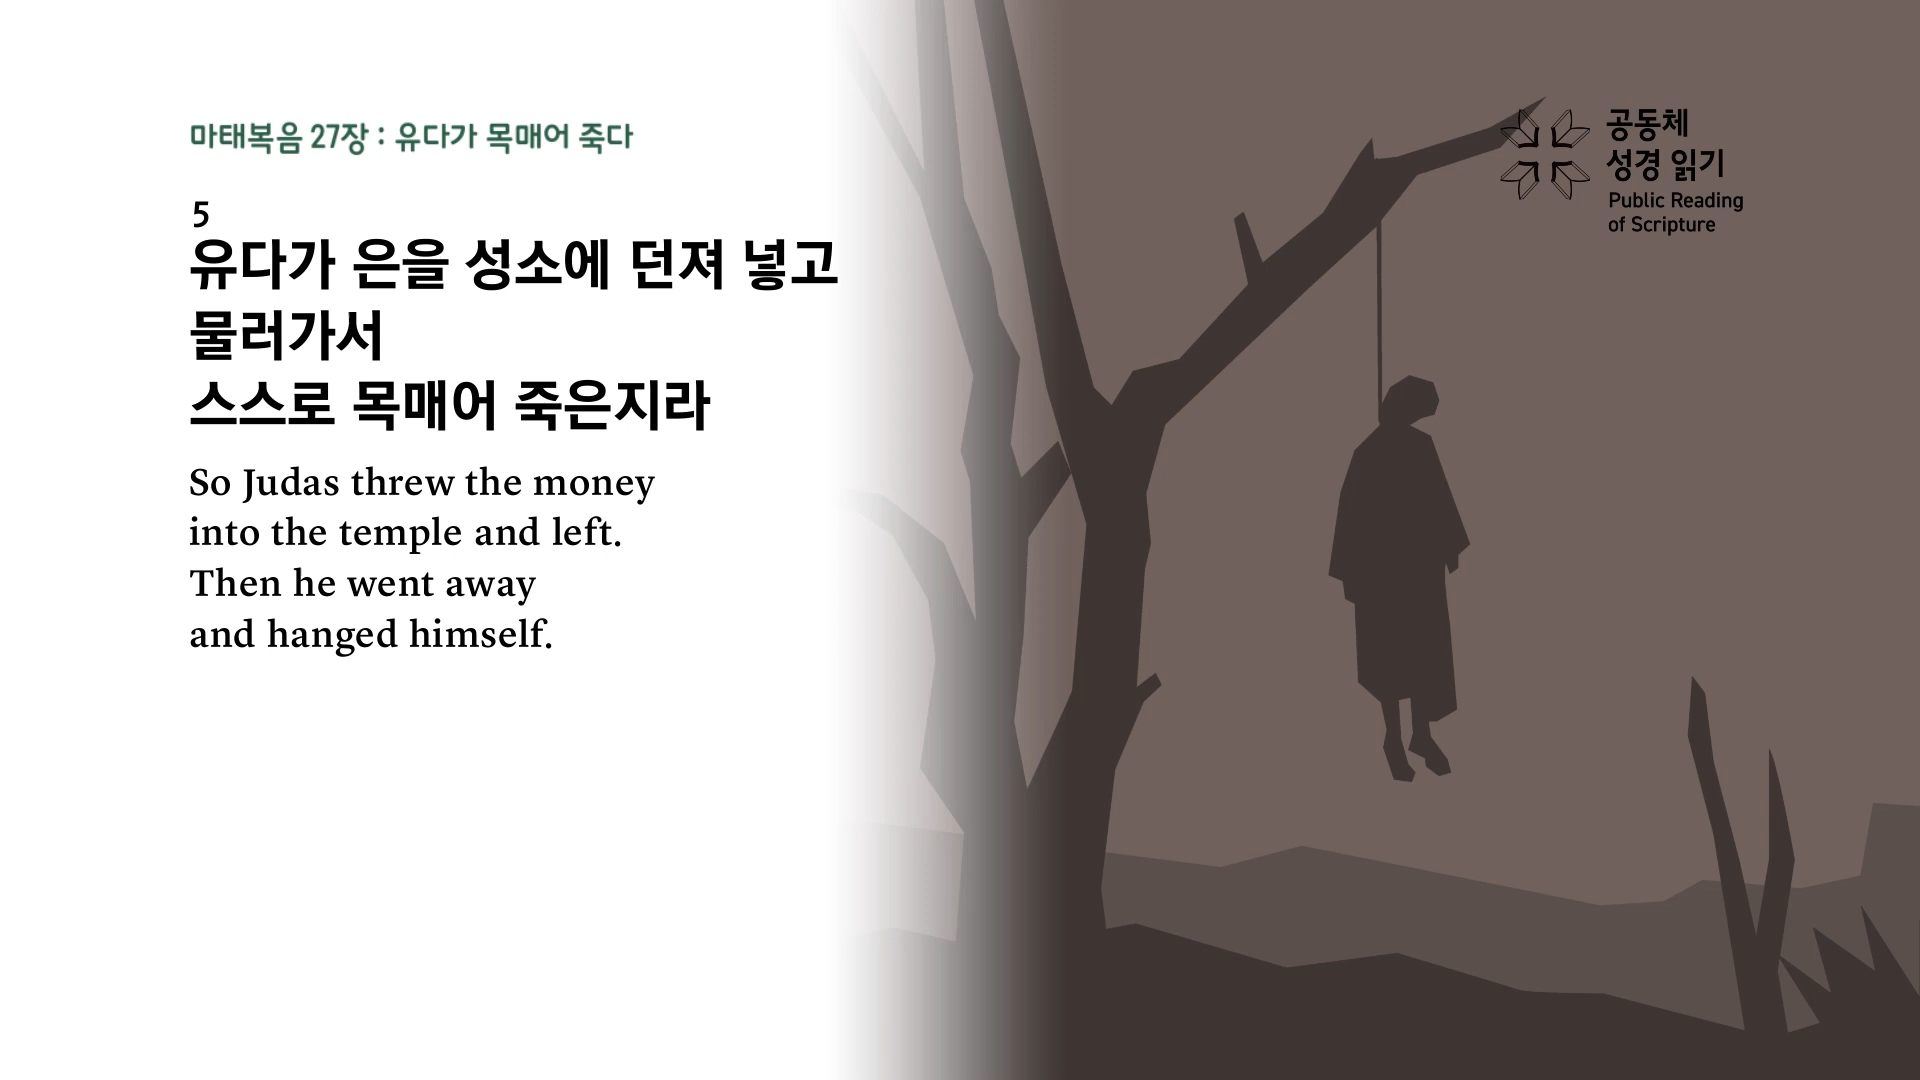 마태복음 27장 : 유다가 목매어 죽다
5
유다가 은을 성소에 던져 넣고
물러가서
스스로 목매어 죽은지라
So Judas threw the money
into the temple and left.
Then he went away
and hanged himself.
공동체
성경 읽기
Public Reading
of Scripture